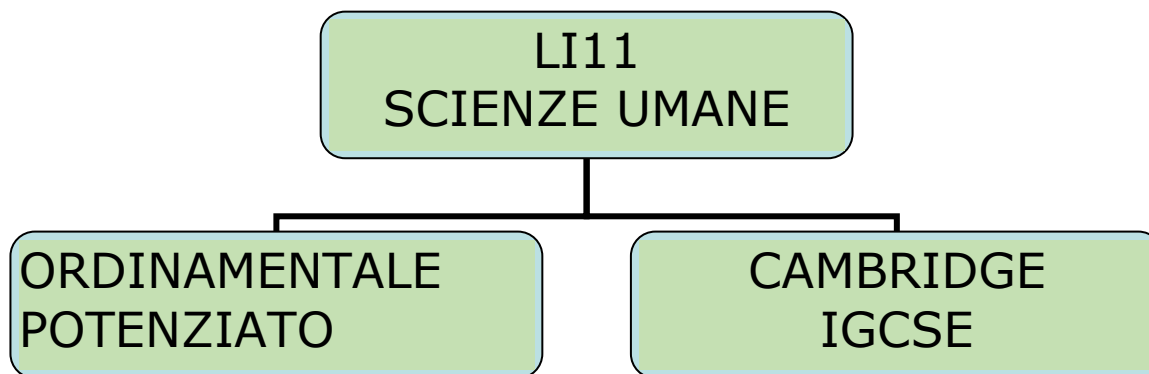 LI11
SCIENZE UMANE
ORDINAMENTALE
POTENZIATO
CAMBRIDGE
IGCSE